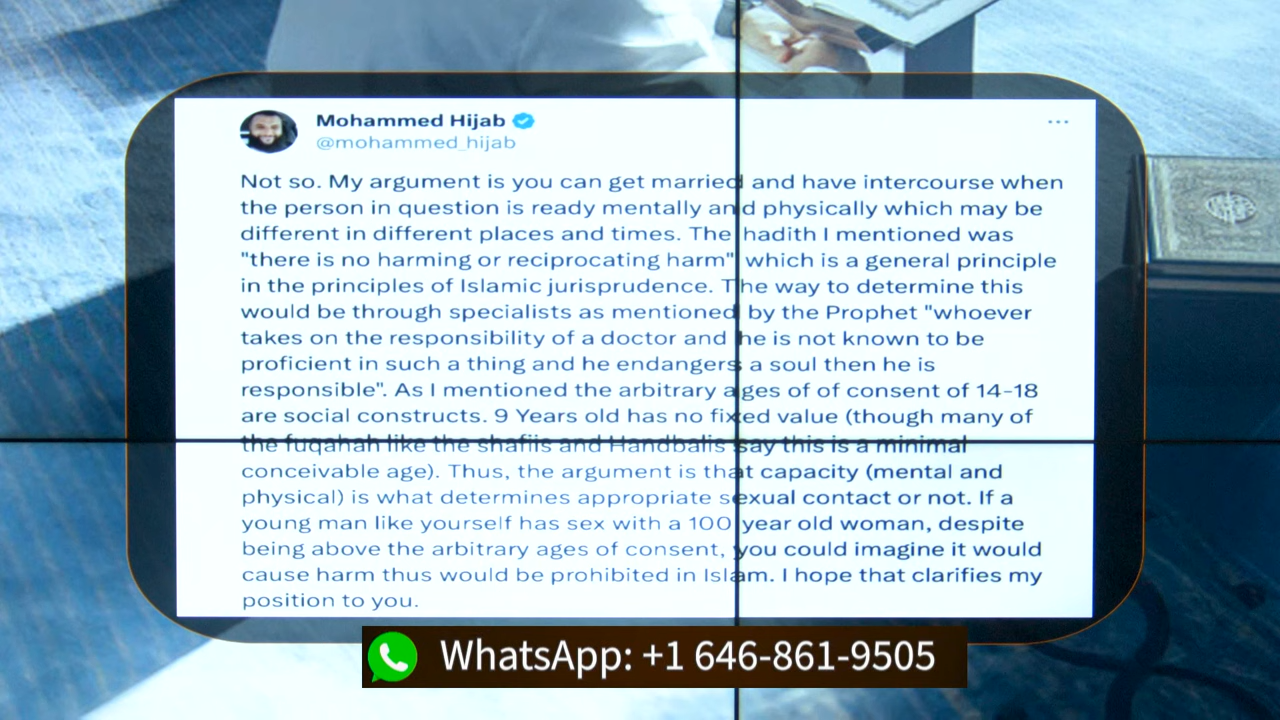 Mohammed Hijab
@mohammed_hijab
Not so. My argument is you can get married and have intercourse when
the person in question is ready mentally and physically which may be
different in different places and times. The hadith I mentioned was
"there is no harming or reciprocating harm" which is a general principle
in the principles of Islamic jurisprudence. The way to determine this
would be through specialists as mentioned by the Prophet "whoever
takes on the responsibility of a doctor and he is not known to be
proficient in such a thing and he endangers a soul then he is
responsible". As I mentioned the arbitrary ages of of consent of 14-18
are social constructs. 9 Years old has no fixed value (though many of
the fuqahah like the shafiis and Handbalis say this is a minimal
conceivable age). Thus, the argument is that capacity (mental and
physical) is what determines appropriate sexual contact or not. If a
young man like yourself has sex with a 100 year old woman, despite
being above the arbitrary ages of consent, you could imagine it would
cause harm thus would be prohibited in Islam. I hope that clarifies my
position to you.
WhatsApp: +1 646-861-9505